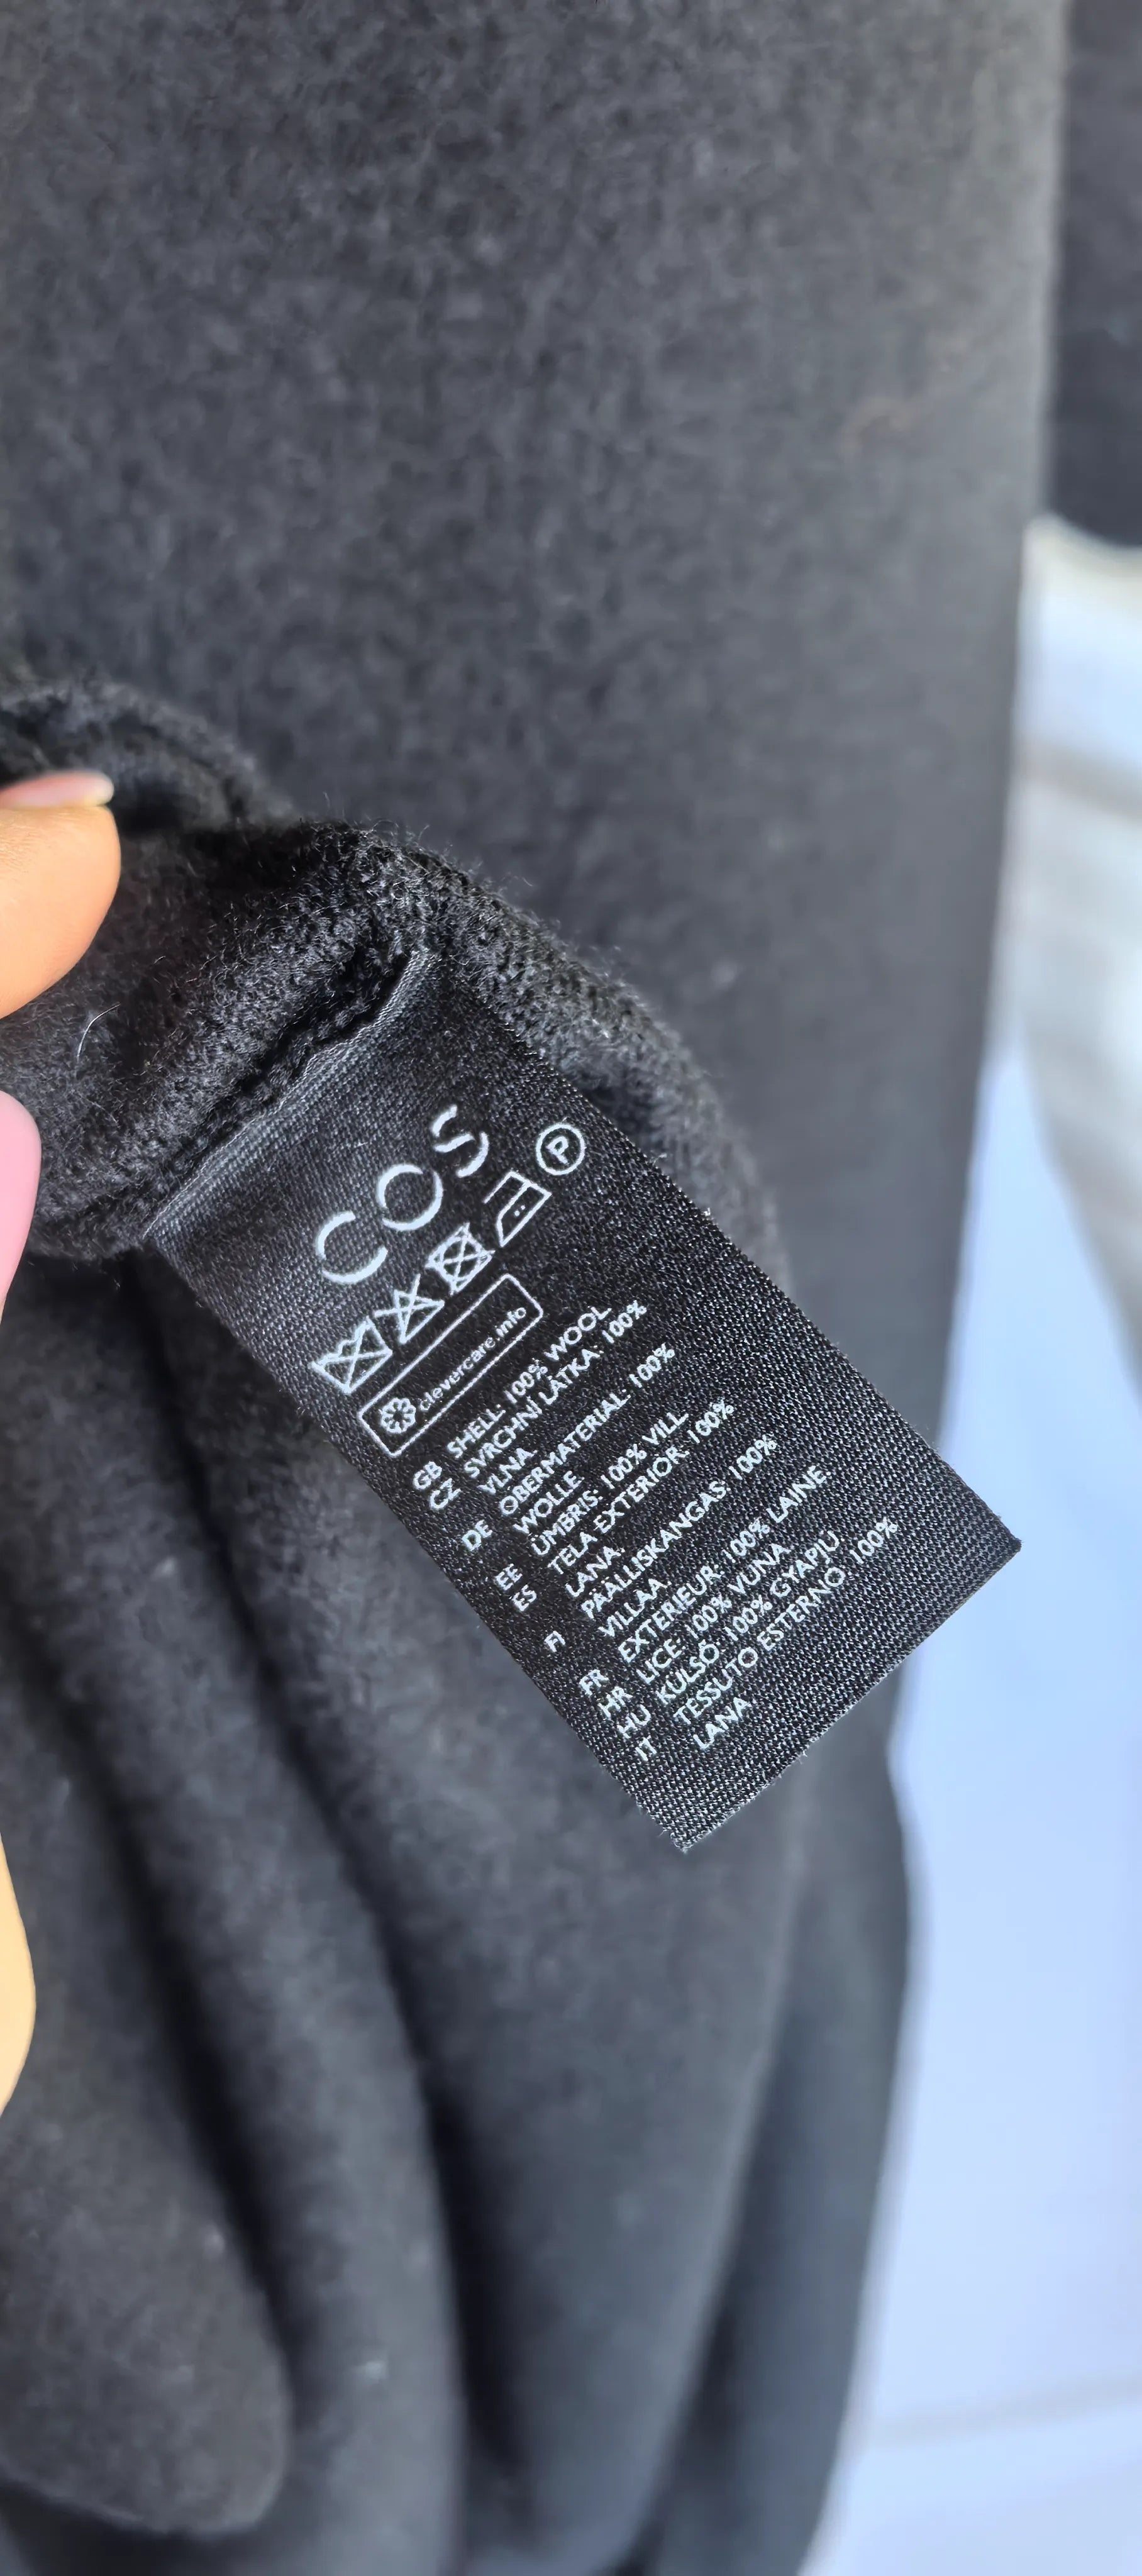 COS
P
clevercare.info
GB SHELL: 100% WOOL
CZ SVRCHNÍ LÁTKA: 100%
VLNA.
DE OBERMATERIAL: 100%
WOLLE.
EE ÜMBRIS: 100% VILL.
ES TELA EXTERIOR: 100%
LANA.
FI PÄÄLLISKANGAS: 100%
VILLAA.
FR EXTERIEUR: 100% LAINE.
HR LICE: 100% VUNA
HU KÜLSŐ: 100% GYAPJÚ
IT TESSUTO ESTERNO 100%
LANA